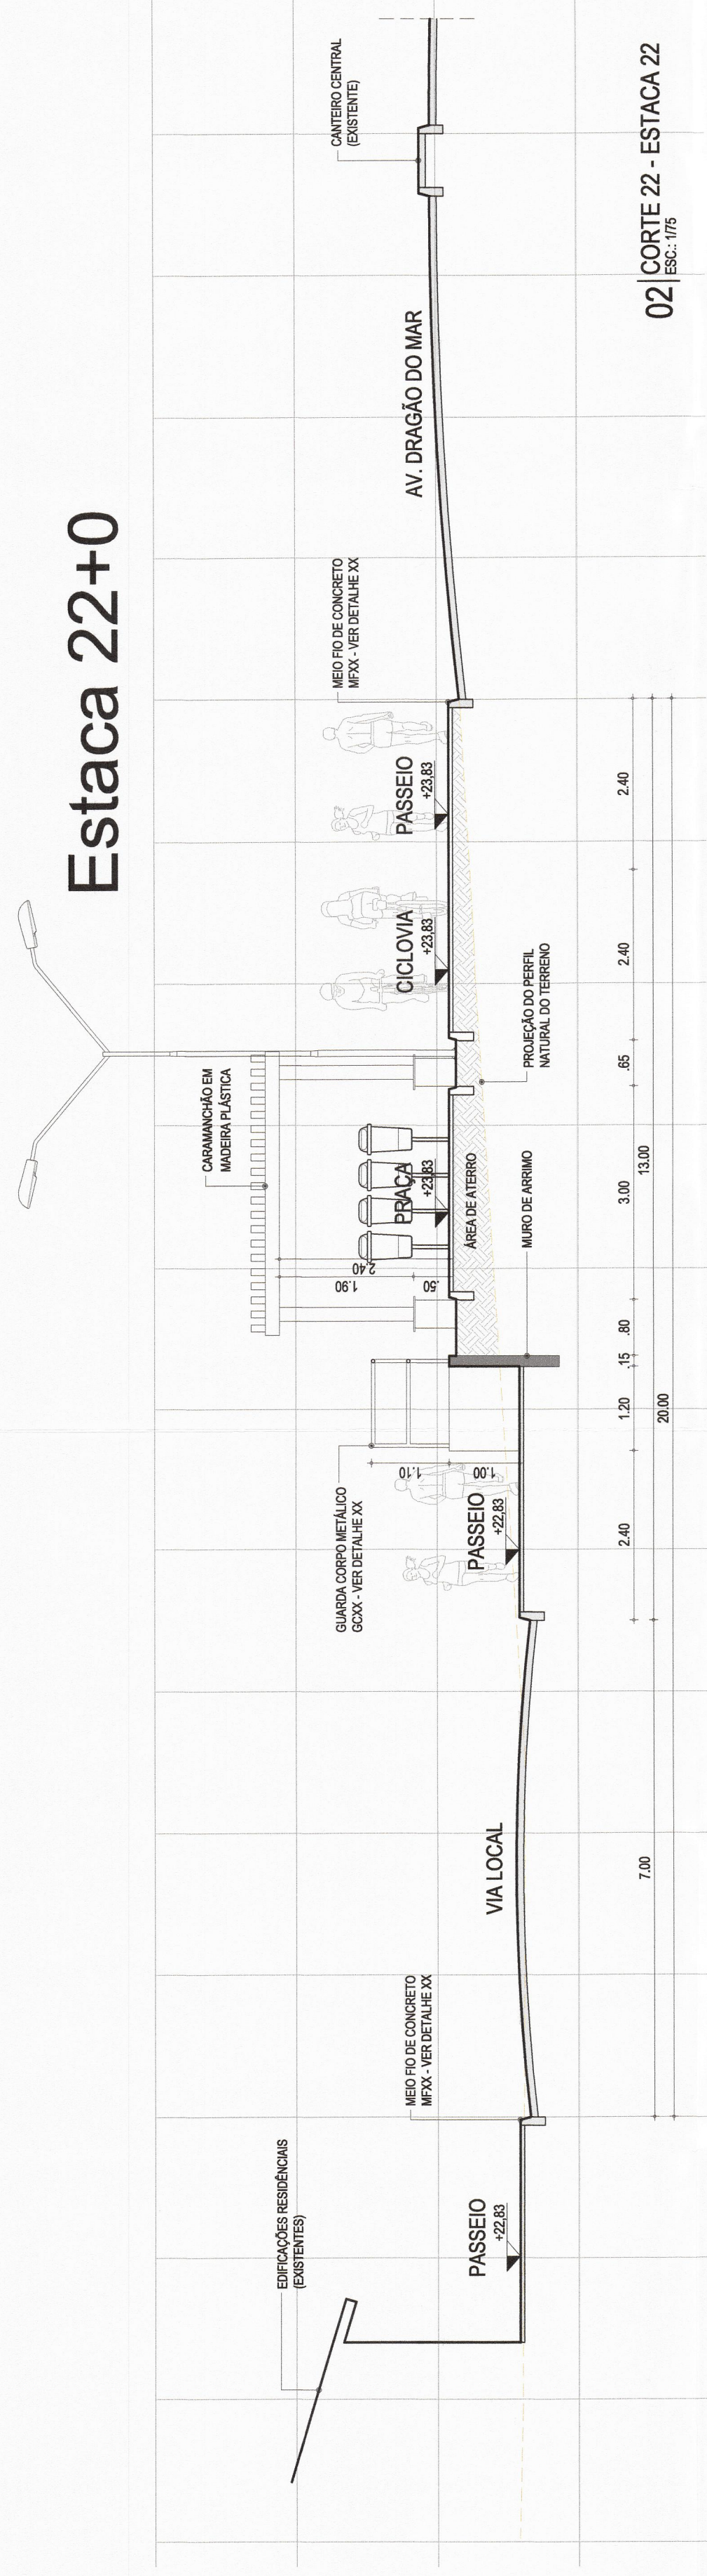 Estaca 22+0
EDIFICAÇÕES RESIDÊNCIAIS
(EXISTENTES)
PASSEIO
+22,83
MEIO FIO DE CONCRETO
MFXX - VER DETALHE XX
VIA LOCAL
GUARDA CORPO METÁLICO
GCXX - VER DETALHE XX
PASSEIO
+22,83
1.10
1.00
MURO DE ARRIMO
CARAMANCHÃO EM
MADEIRA PLÁSTICA
2.40
1.90
.50
PRAÇA
+23,83
ÁREA DE ATERRO
PROJEÇÃO DO PERFIL
NATURAL DO TERRENO
CICLOVIA
+23,83
PASSEIO
+23,83
MEIO FIO DE CONCRETO
MFXX - VER DETALHE XX
AV. DRAGÃO DO MAR
CANTEIRO CENTRAL
(EXISTENTE)
2.40
1.20
.15
.80
3.00
.65
2.40
2.40
7.00
13.00
20.00
02 CORTE 22 - ESTACA 22
ESC.: 1/75